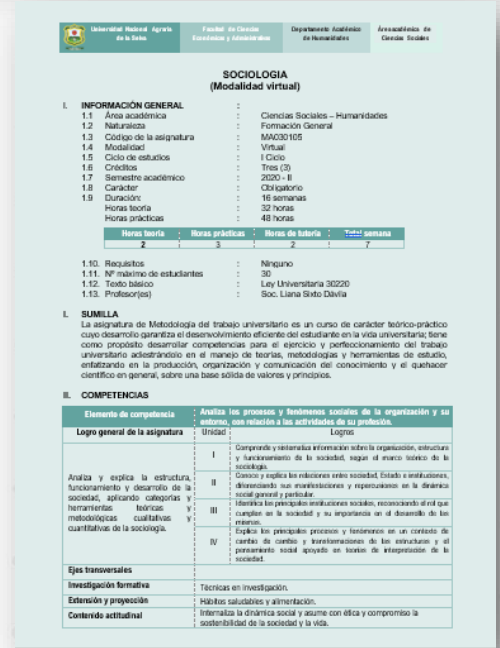 Universidad Nacional Agraria
de la Selva
Facultad de Ciencias
Económicas y Administrativas
Departamento Académico
de Humanidades
Área académica de
Ciencias Sociales
SOCIOLOGIA
(Modalidad virtual)
I. INFORMACIÓN GENERAL :
1.1 Área académica : Ciencias Sociales – Humanidades
1.2 Naturaleza : Formación General
1.3 Código de la asignatura : MA030105
1.4 Modalidad : Virtual
1.5 Ciclo de estudios : I Ciclo
1.6 Créditos : Tres (3)
1.7 Semestre académico : 2020 - II
1.8 Carácter : Obligatorio
1.9 Duración: : 16 semanas
Horas teoría : 32 horas
Horas prácticas : 48 horas
Horas teoría Horas prácticas Horas de tutoría Total semana
2 3 2 7
1.10. Requisitos : Ninguno
1.11. Nº máximo de estudiantes : 30
1.12. Texto básico : Ley Universitaria 30220
1.13. Profesor(es) : Soc. Liana Sixto Dávila
I. SUMILLA
La asignatura de Metodología del trabajo universitario es un curso de carácter teórico-práctico
cuyo desarrollo garantiza el desenvolvimiento eficiente del estudiante en la vida universitaria; tiene
como propósito desarrollar competencias para el ejercicio y perfeccionamiento del trabajo
universitario adiestrándolo en el manejo de teorías, metodologías y herramientas de estudio,
enfatizando en la producción, organización y comunicación del conocimiento y el quehacer
científico en general, sobre una base sólida de valores y principios.
II. COMPETENCIAS
Elemento de competencia
Analiza los procesos y fenómenos sociales de la organización y su
entorno, con relación a las actividades de su profesión.
Logro general de la asignatura Unidad Logros
Analiza y explica la estructura,
funcionamiento y desarrollo de la
sociedad, aplicando categorías y
herramientas teóricas y
metodológicas cualitativas y
cuantitativas de la sociología.
I
Comprende y sistematiza información sobre la organización, estructura
y funcionamiento de la sociedad, según el marco teórico de la
sociología.
II
Conoce y explica las relaciones entre sociedad, Estado e instituciones,
diferenciando sus manifestaciones y repercusiones en la dinámica
social general y particular.
III
Identifica las principales instituciones sociales, reconociendo el rol que
cumplen en la sociedad y su importancia en el desarrollo de las
mismas.
IV
Explica los principales procesos y fenómenos en un contexto de
cambio de cambio y transformaciones de las estructuras y el
pensamiento social apoyado en teorías de interpretación de la
sociedad.
Ejes transversales
Investigación formativa Técnicas en investigación.
Extensión y proyección Hábitos saludables y alimentación.
Contenido actitudinal
Internaliza la dinámica social y asume con ética y compromiso la
sostenibilidad de la sociedad y la vida.